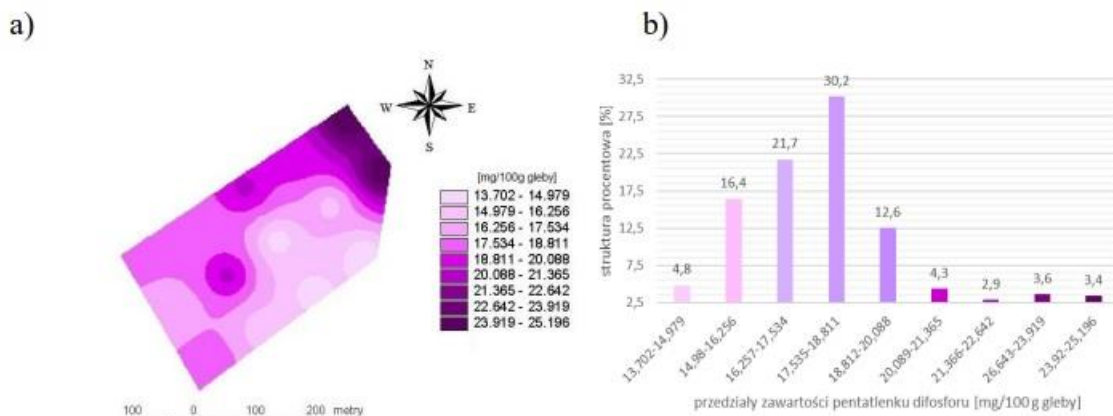 a)
N
W E
S
[mg/100g gleby]
13.702 - 14.979
14.979 - 16.256
16.256 - 17.534
17.534 - 18.811
18.811 - 20.088
20.088 - 21.365
21.365 - 22.642
22.642 - 23.919
23.919 - 25.196
100 0 100 200 metry
b)
struktura procentowa [%]
32,5
27,5
22,5
17,5
12,5
7,5
2,5
4,8
16,4
21,7
30,2
12,6
4,3
2,9
3,6
3,4
13,702-14,979
14,98-16,256
16,257-17,534
17,535-18,811
18,812-20,088
20,089-21,365
21,366-22,642
26,643-23,919
23,92-25,196
przedziały zawartości pentatlenku difosforu [mg/100 g gleby]